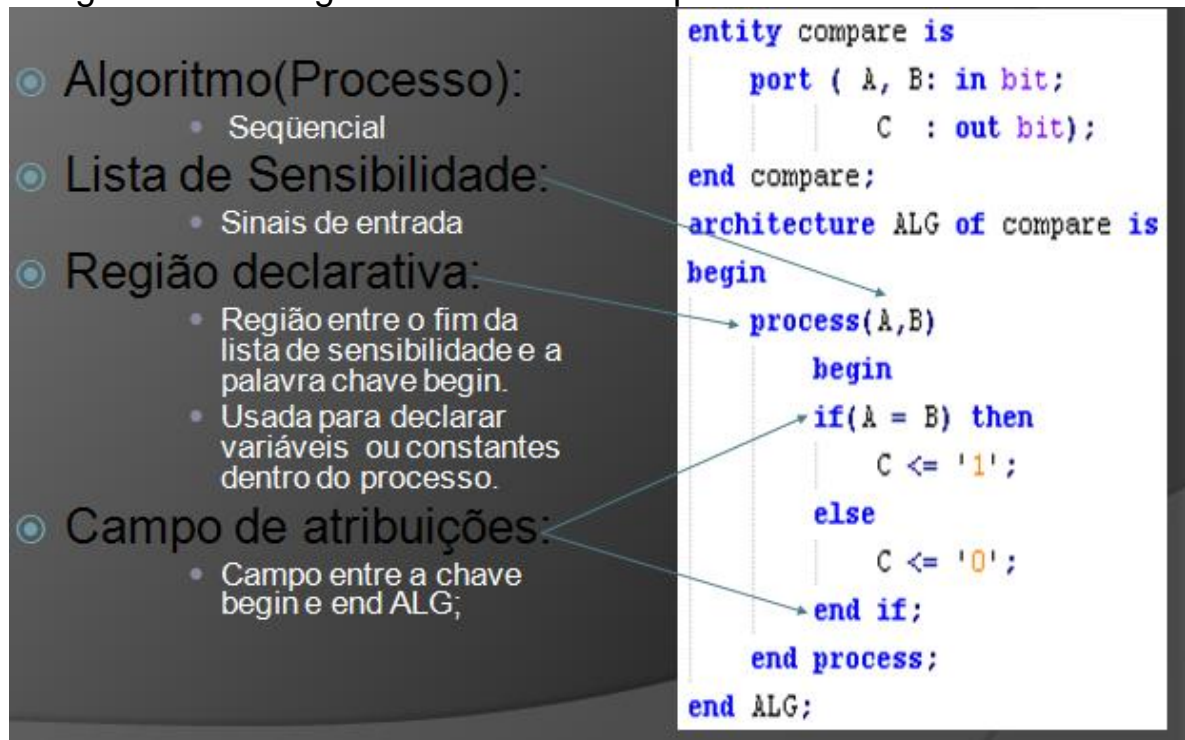 Algoritmo(Processo):
Seqüencial
Lista de Sensibilidade:
Sinais de entrada
Região declarativa:
Região entre o fim da
lista de sensibilidade e a
palavra chave begin.
Usada para declarar
variáveis ou constantes
dentro do processo.
Campo de atribuições:
Campo entre a chave
begin e end ALG;
entity compare is
port ( A, B: in bit;
C : out bit);
end compare;
architecture ALG of compare is
begin
process(A,B)
begin
if(A = B) then
C <= '1';
else
C <= '0';
end if;
end process;
end ALG;